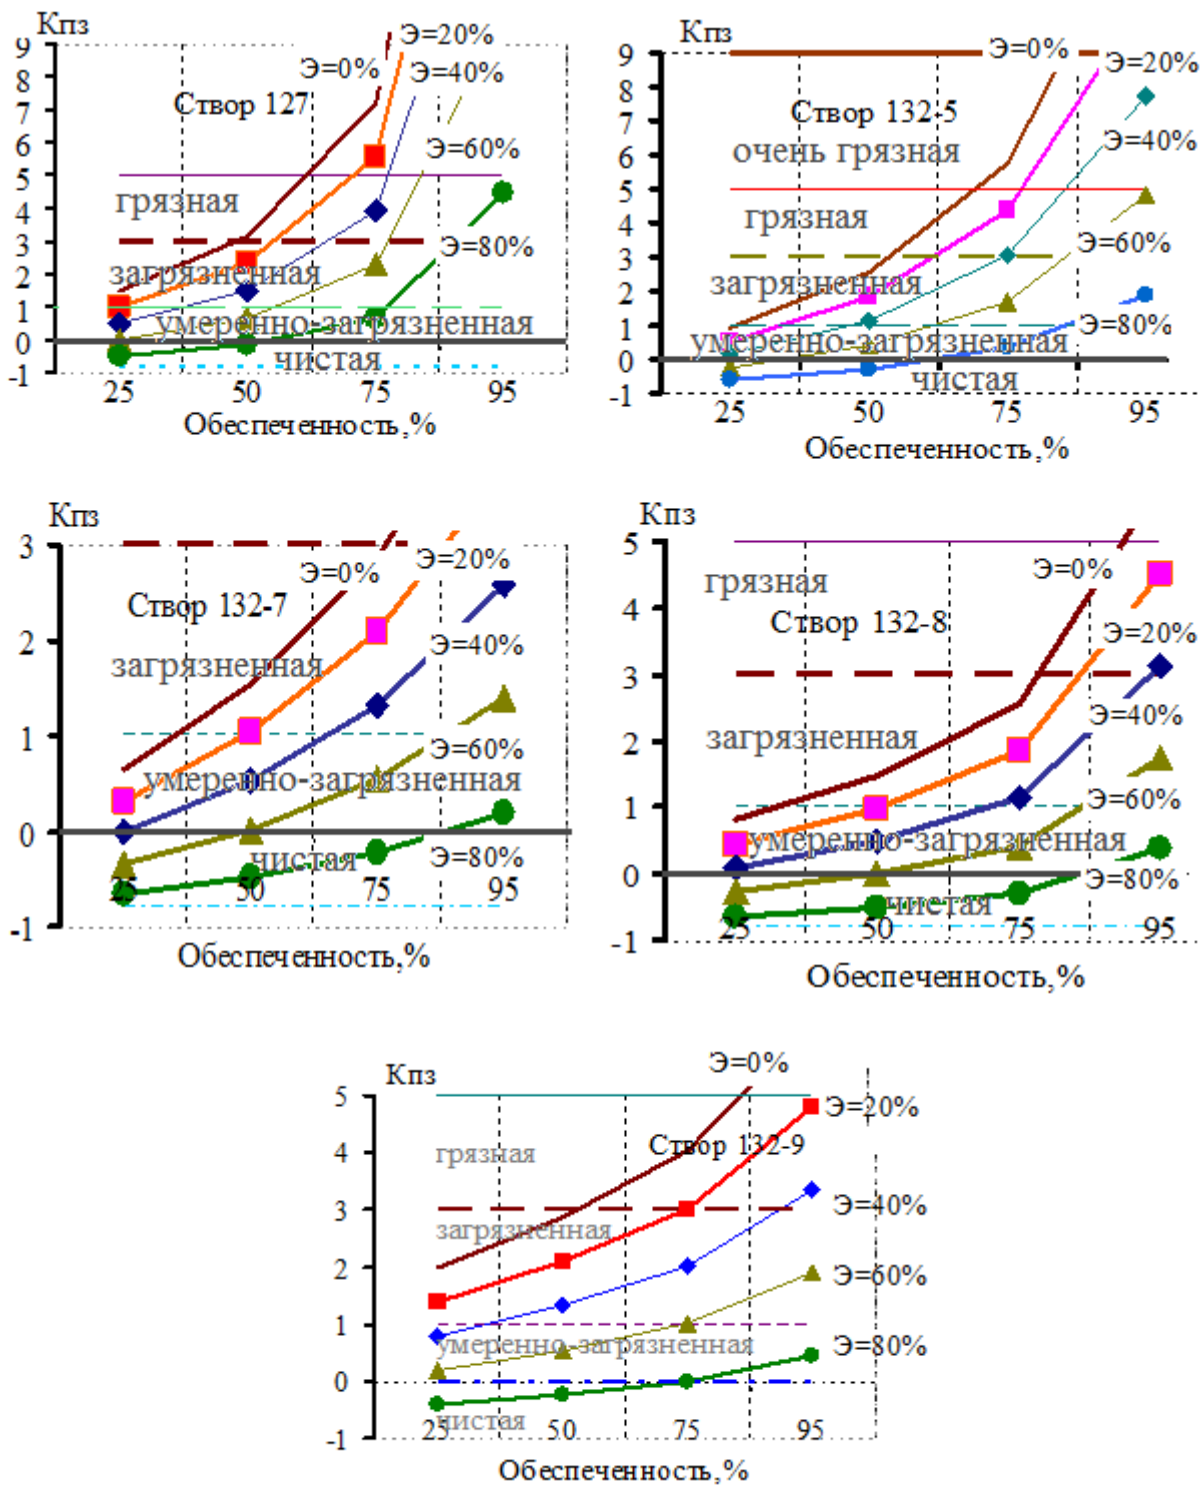 Кпз
9
8
7
6
5
4
3
2
1
0
-1
Э=20%
Э=0%
Э=40%
Створ 127
Э=60%
грязная
Э=80%
загрязненная
умеренно-загрязненная
чистая
25
50
75
95
Обеспеченность,%
Кпз
9
8
7
6
5
4
3
2
1
0
-1
Э=0%
Э=20%
Створ 132-5
Э=40%
очень грязная
грязная
Э=60%
загрязненная
Э=80%
умеренно-загрязненная
чистая
25
50
75
95
Обеспеченность,%
Кпз
3
2
1
0
-1
Э=20%
Э=0%
Створ 132-7
Э=40%
загрязненная
Э=60%
умеренно-загрязненная
чистая
Э=80%
25
50
75
95
Обеспеченность,%
Кпз
5
4
3
2
1
0
-1
Э=0%
грязная
Створ 132-8
Э=20%
Э=40%
загрязненная
Э=60%
умеренно-загрязненная
Э=80%
чистая
25
50
75
95
Обеспеченность,%
Кпз
5
4
3
2
1
0
-1
Э=0%
Э=20%
Створ 132-9
грязная
Э=40%
загрязненная
Э=60%
умеренно-загрязненная
Э=80%
чистая
25
50
75
95
Обеспеченность,%